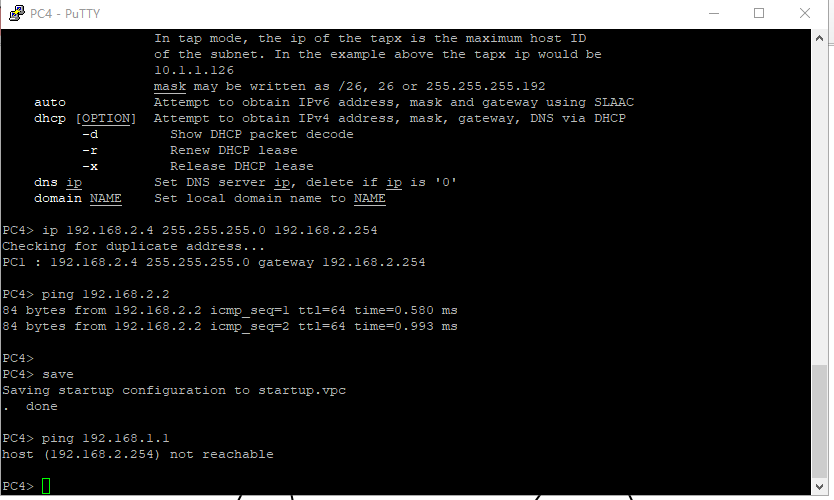 PC4 - PuTTY
In tap mode, the ip of the tapx is the maximum host ID
of the subnet. In the example above the tapx ip would be
10.1.1.126
mask may be written as /26, 26 or 255.255.255.192
auto Attempt to obtain IPv6 address, mask and gateway using SLAAC
dhcp [OPTION] Attempt to obtain IPv4 address, mask, gateway, DNS via DHCP
-d Show DHCP packet decode
-r Renew DHCP lease
-x Release DHCP lease
dns ip Set DNS server ip, delete if ip is '0'
domain NAME Set local domain name to NAME
PC4> ip 192.168.2.4 255.255.255.0 192.168.2.254
Checking for duplicate address...
PC1 : 192.168.2.4 255.255.255.0 gateway 192.168.2.254
PC4> ping 192.168.2.2
84 bytes from 192.168.2.2 icmp_seq=1 ttl=64 time=0.580 ms
84 bytes from 192.168.2.2 icmp_seq=2 ttl=64 time=0.993 ms
PC4>
PC4> save
Saving startup configuration to startup.vpc
. done
PC4> ping 192.168.1.1
host (192.168.2.254) not reachable
PC4>